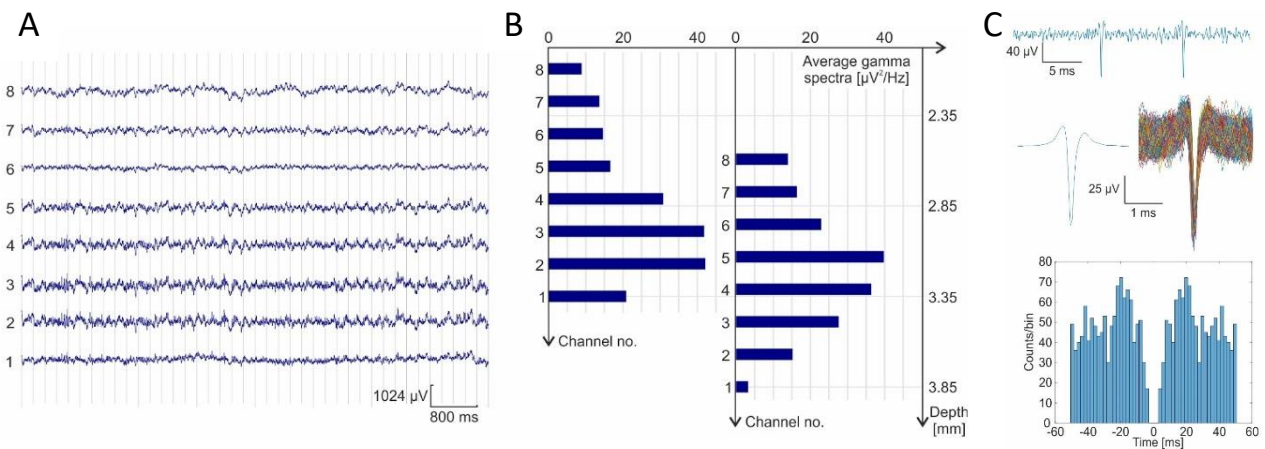 A
8
7
6
5
4
3
2
1
1024 µV
800 ms
B
0 20 40
0 20 40
Average gamma
spectra [µV²/Hz]
8
7
6
5
4
3
2
1
Channel no.
8
7
6
5
4
3
2
1
Channel no.
2.35
2.85
3.35
3.85
Depth
[mm]
C
40 µV
5 ms
25 µV
1 ms
Counts/bin
80
70
60
50
40
30
20
10
0
-60 -40 -20 0 20 40 60
Time [ms]